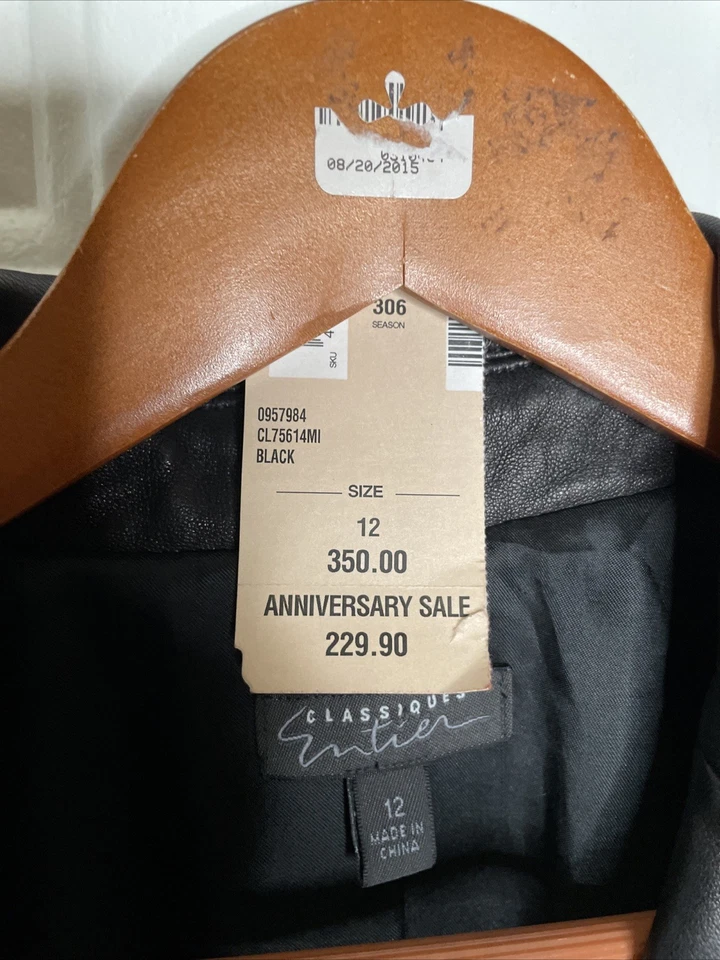 08/20/2015
306
SEASON
SKU
4
0957984
CL75614MI
BLACK
SIZE
12
350.00
ANNIVERSARY SALE
229.90
CLASSIQUES
Entier
12
MADE IN
CHINA